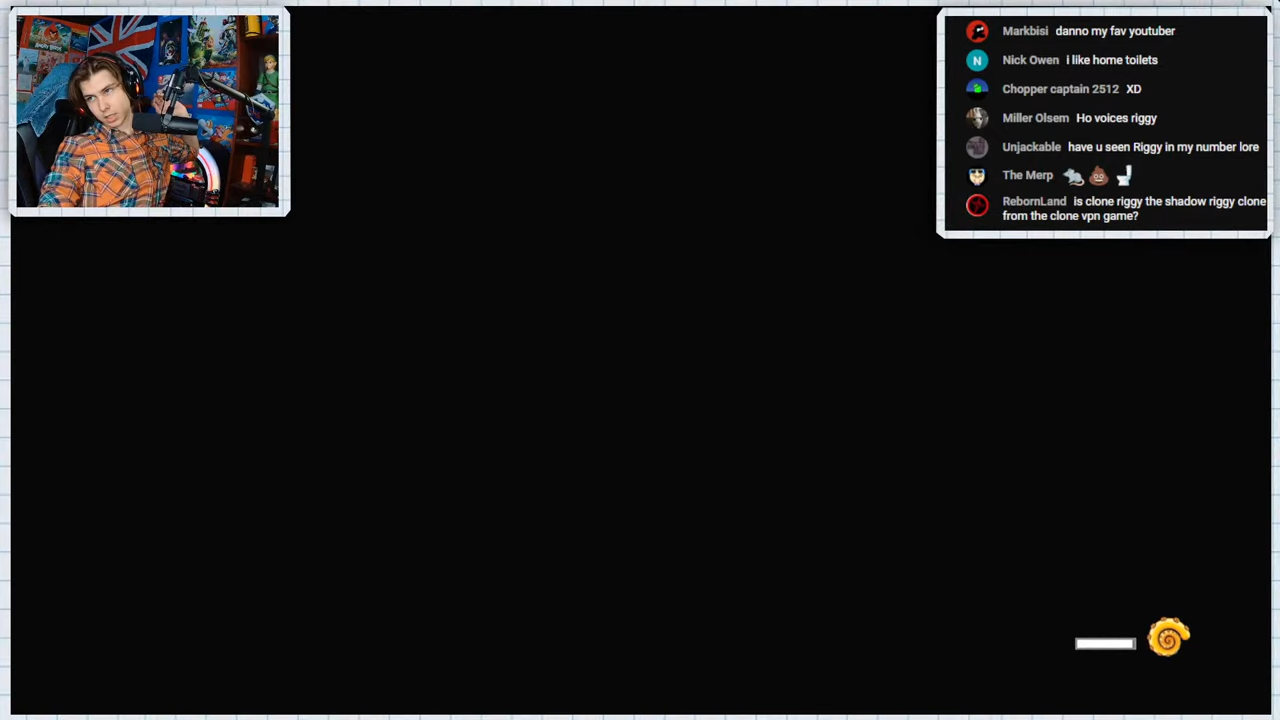 Markbisi danno my fav youtuber
Nick Owen i like home toilets
Chopper captain 2512 XD
Miller Olsem Ho voices riggy
Unjackable have u seen Riggy in my number lore
The Merp 🐀 💩 🚽
RebornLand is clone riggy the shadow riggy clone
from the clone vpn game?